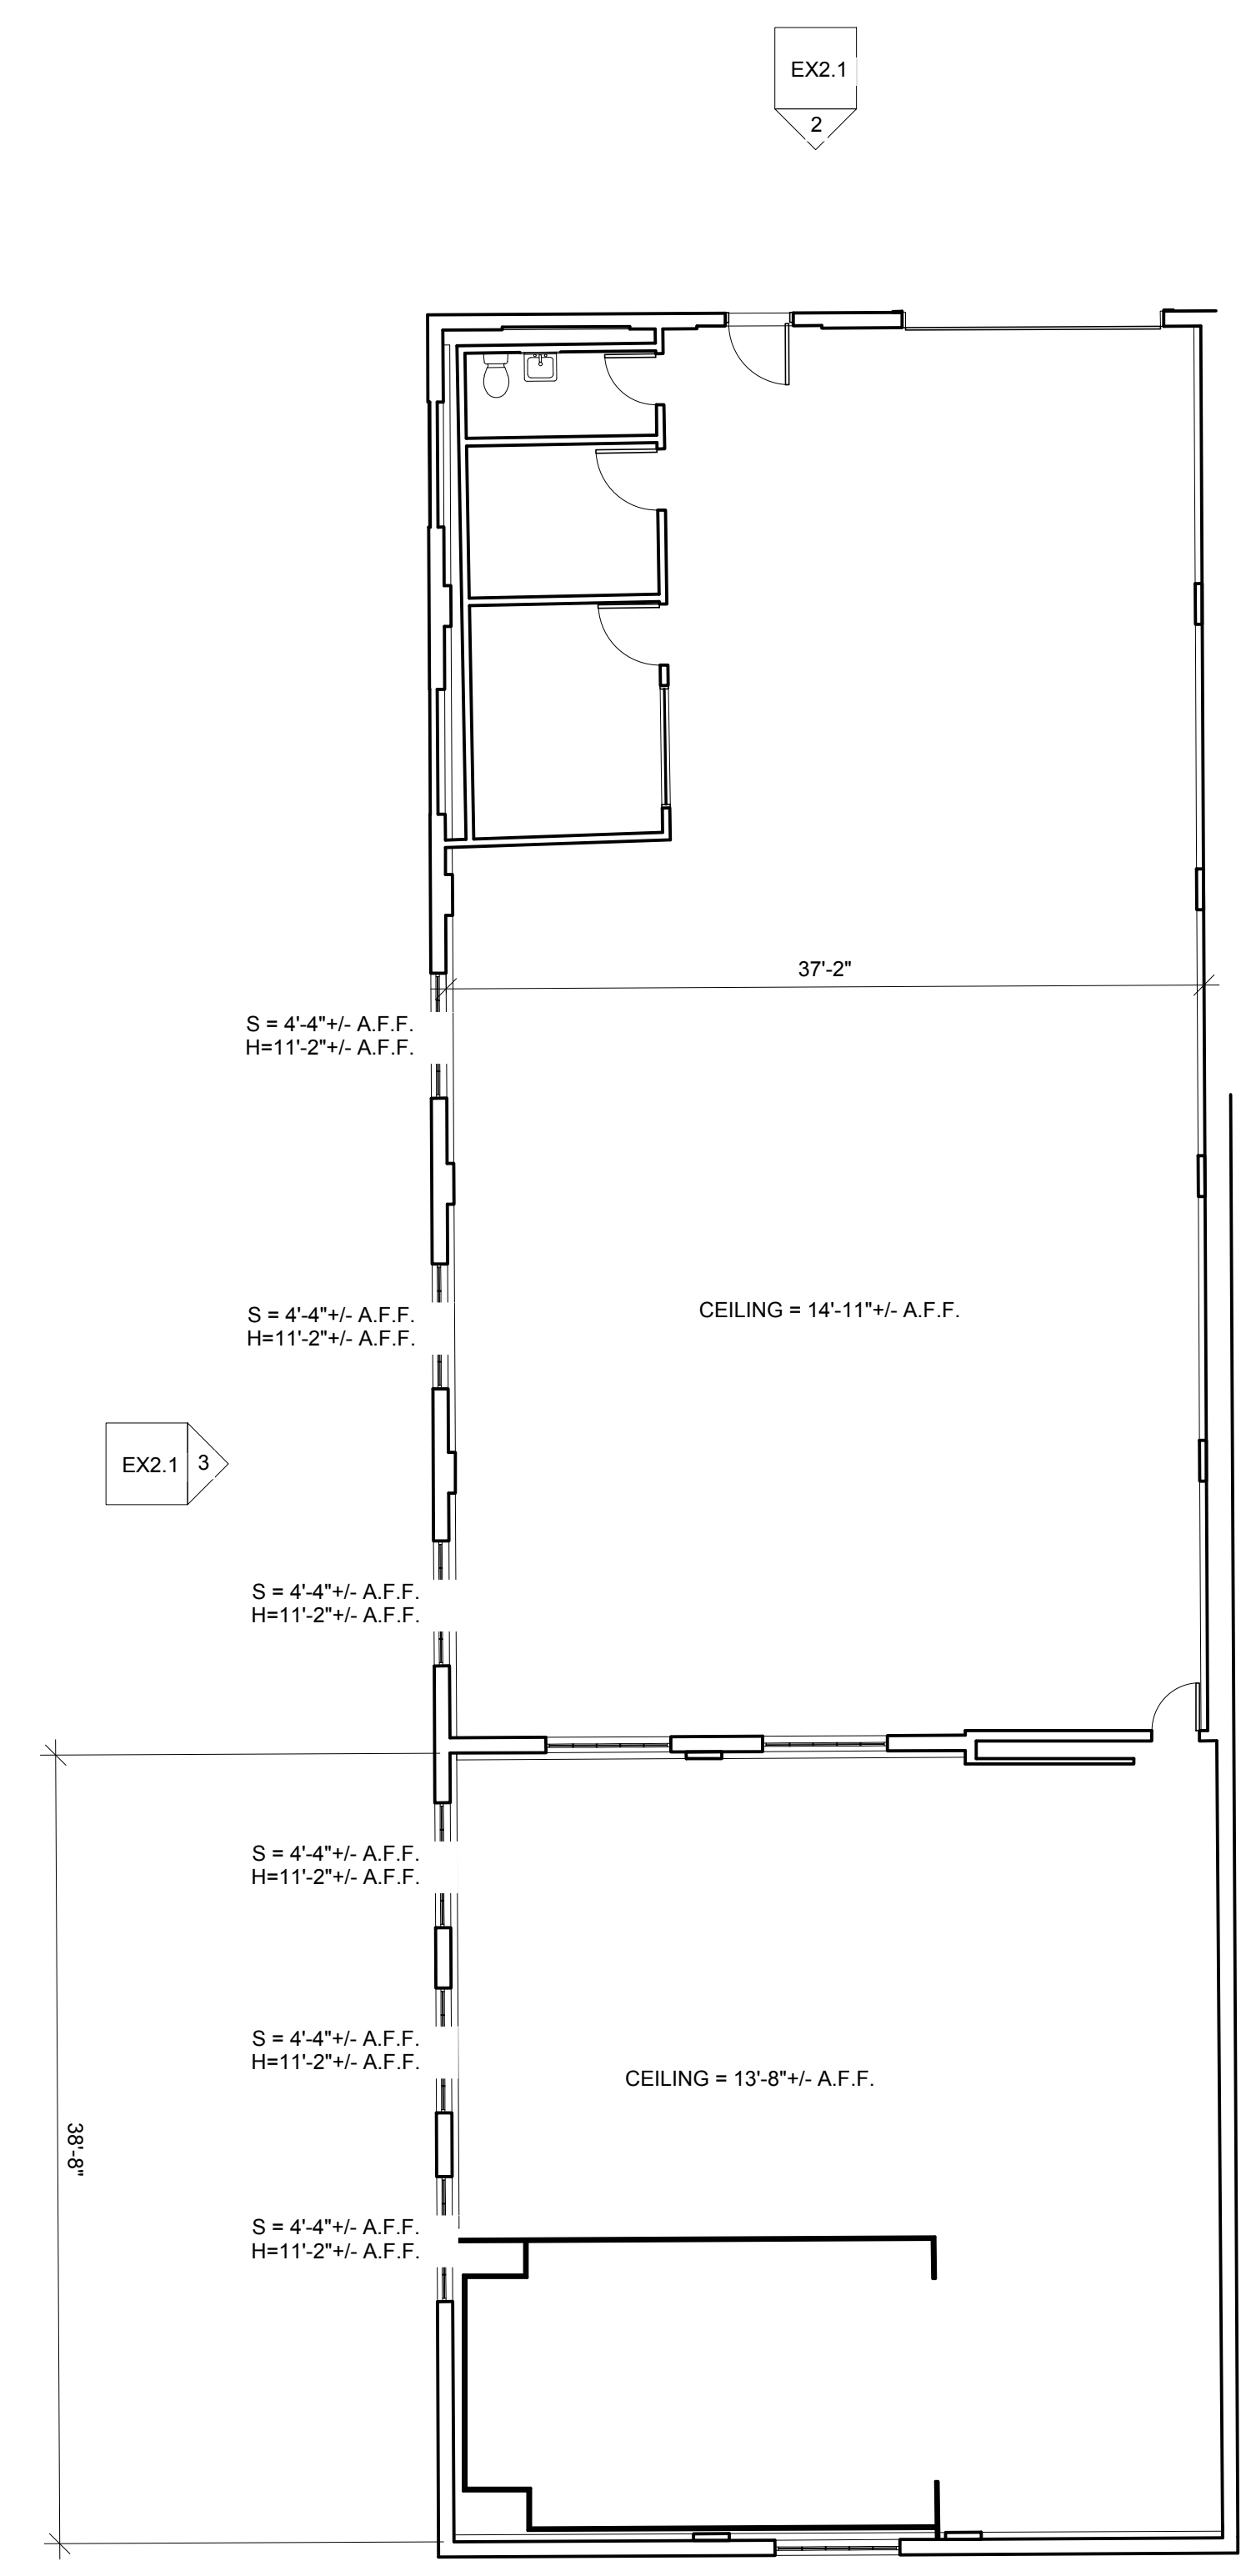 EX2.1
2
37'-2"
S = 4'-4"+/- A.F.F.
H=11'-2"+/- A.F.F.
S = 4'-4"+/- A.F.F.
H=11'-2"+/- A.F.F.
CEILING = 14'-11"+/- A.F.F.
EX2.1
3
S = 4'-4"+/- A.F.F.
H=11'-2"+/- A.F.F.
S = 4'-4"+/- A.F.F.
H=11'-2"+/- A.F.F.
S = 4'-4"+/- A.F.F.
H=11'-2"+/- A.F.F.
CEILING = 13'-8"+/- A.F.F.
38'-8"
S = 4'-4"+/- A.F.F.
H=11'-2"+/- A.F.F.